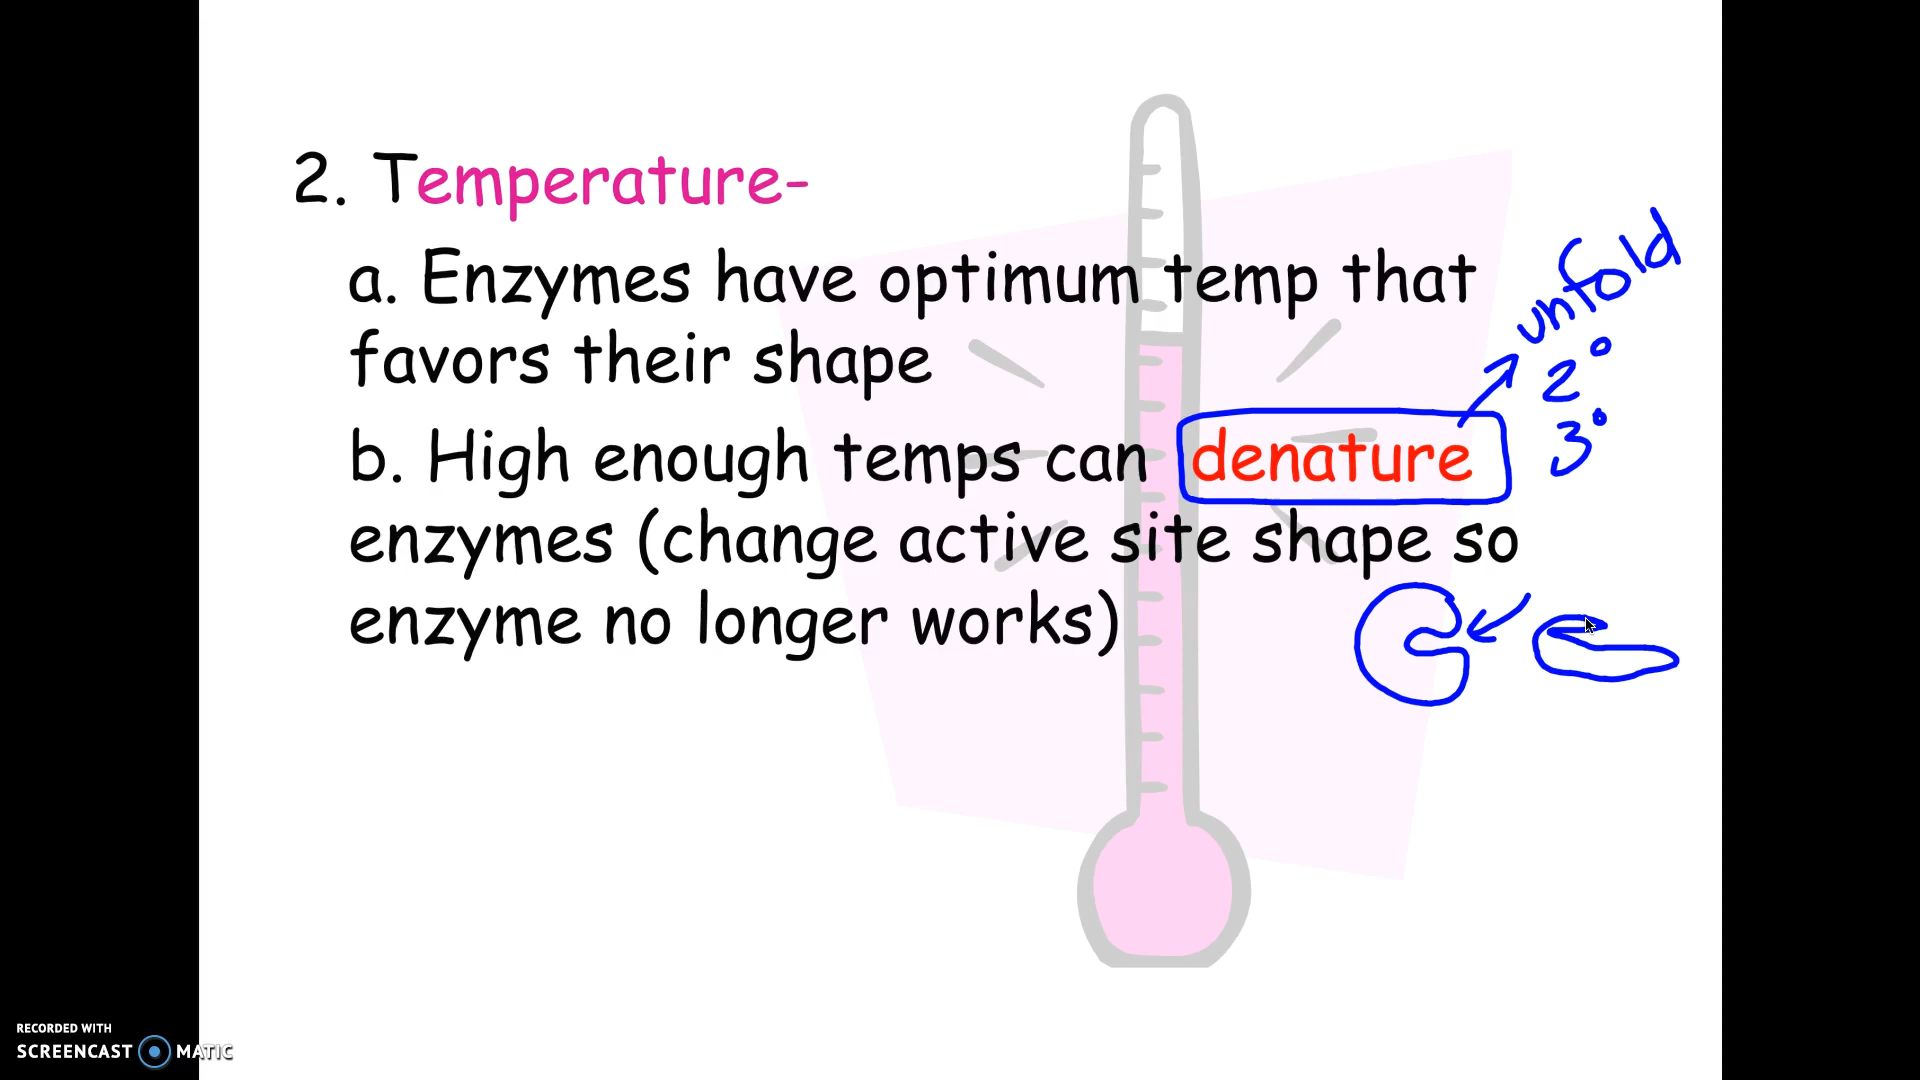 2. Temperature-
a. Enzymes have optimum temp that
favors their shape
b. High enough temps can denature
enzymes (change active site shape so
enzyme no longer works)
unfold
2°
3°
RECORDED WITH
SCREENCAST MATIC